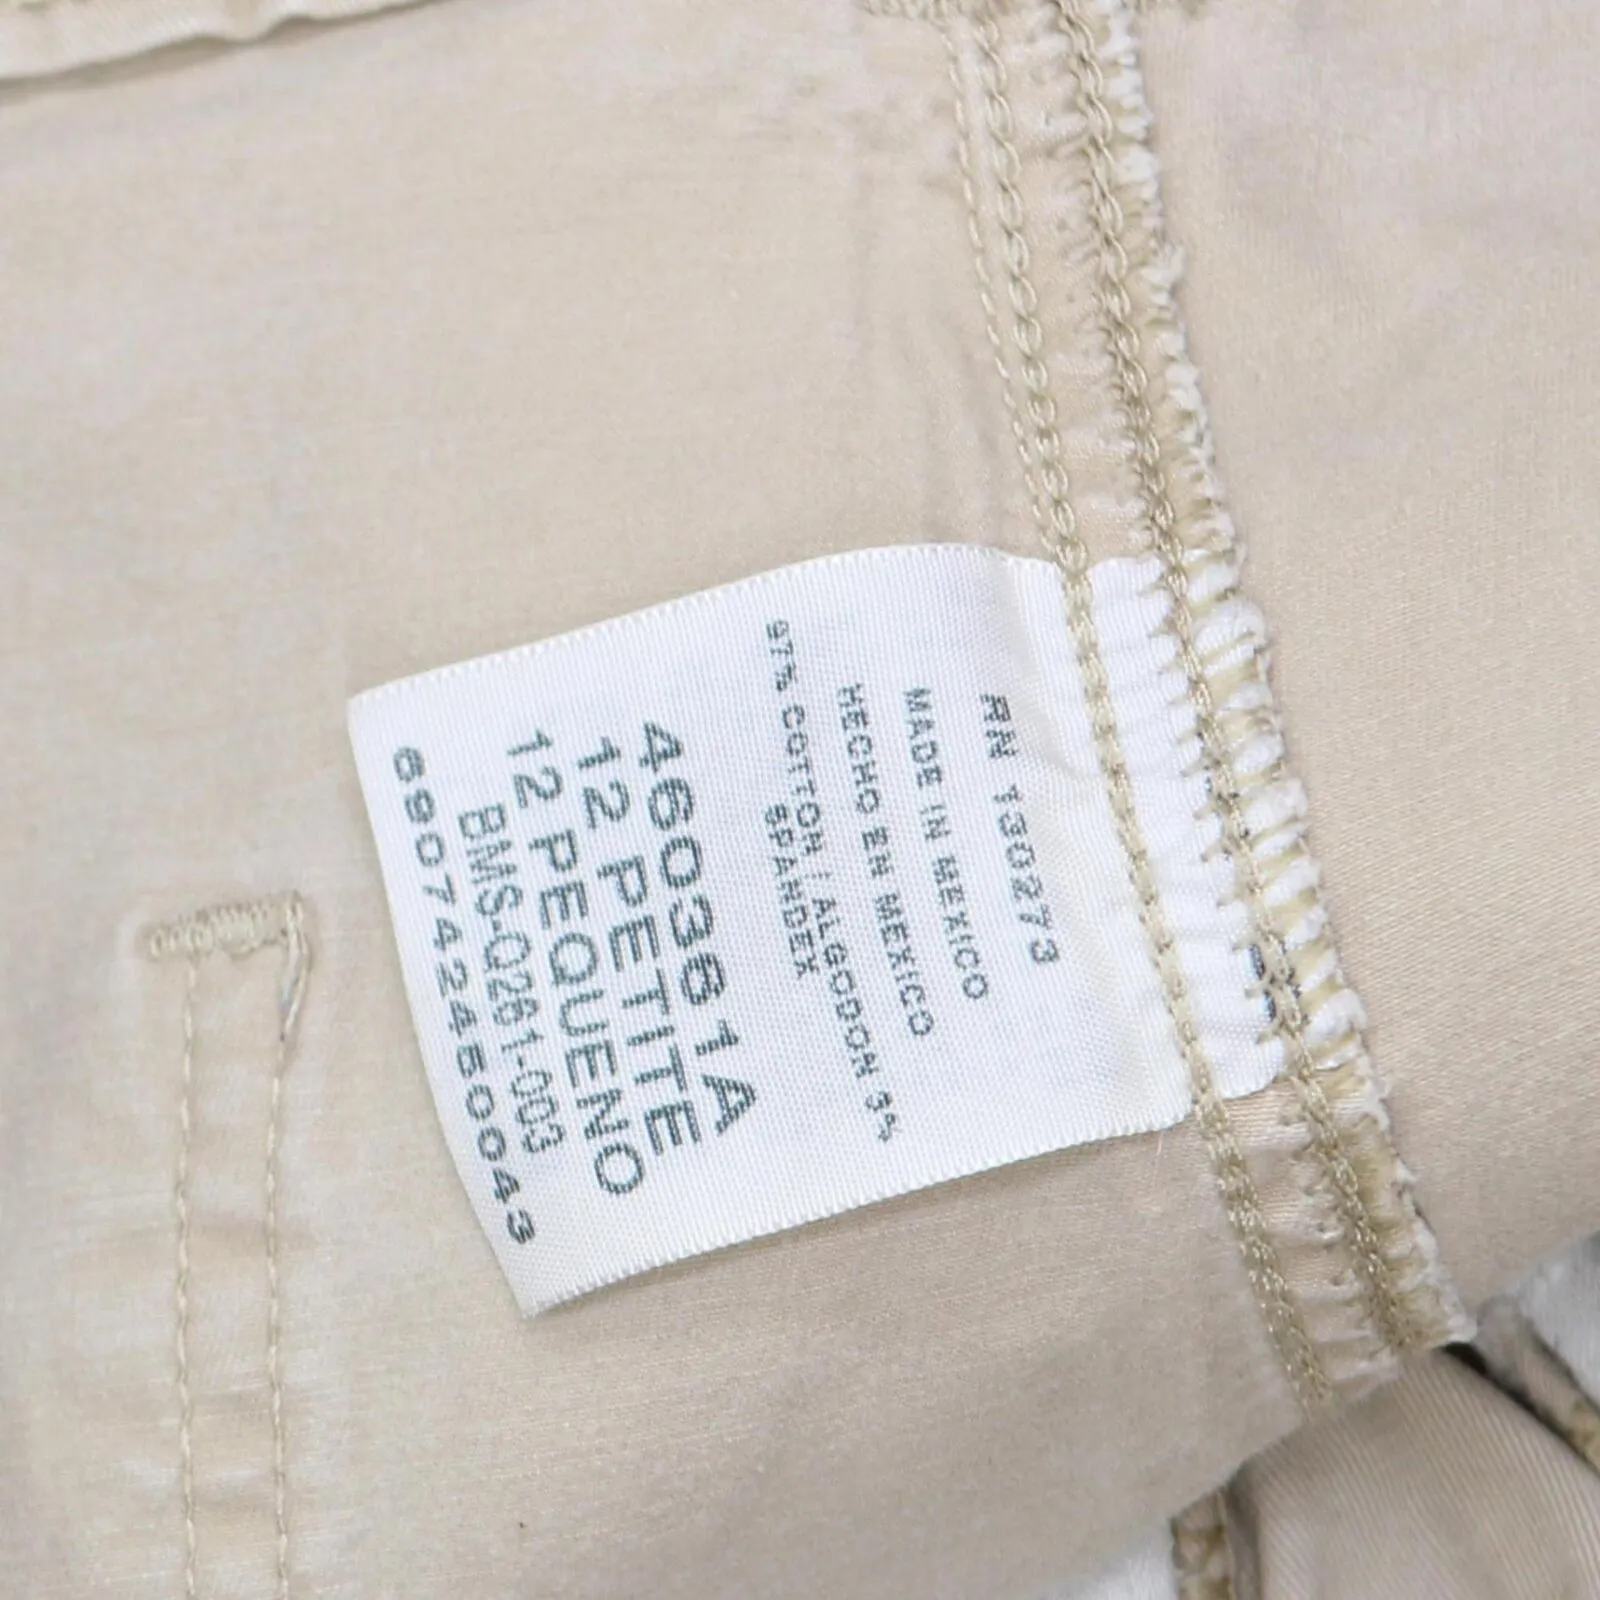 RN 130273
MADE IN MEXICO
HECHO EN MEXICO
97% COTTON / ALGODON 3%
SPANDEX
460361A
12 PETITE
12 PEQUENO
BMS-Q261-003
690742450043